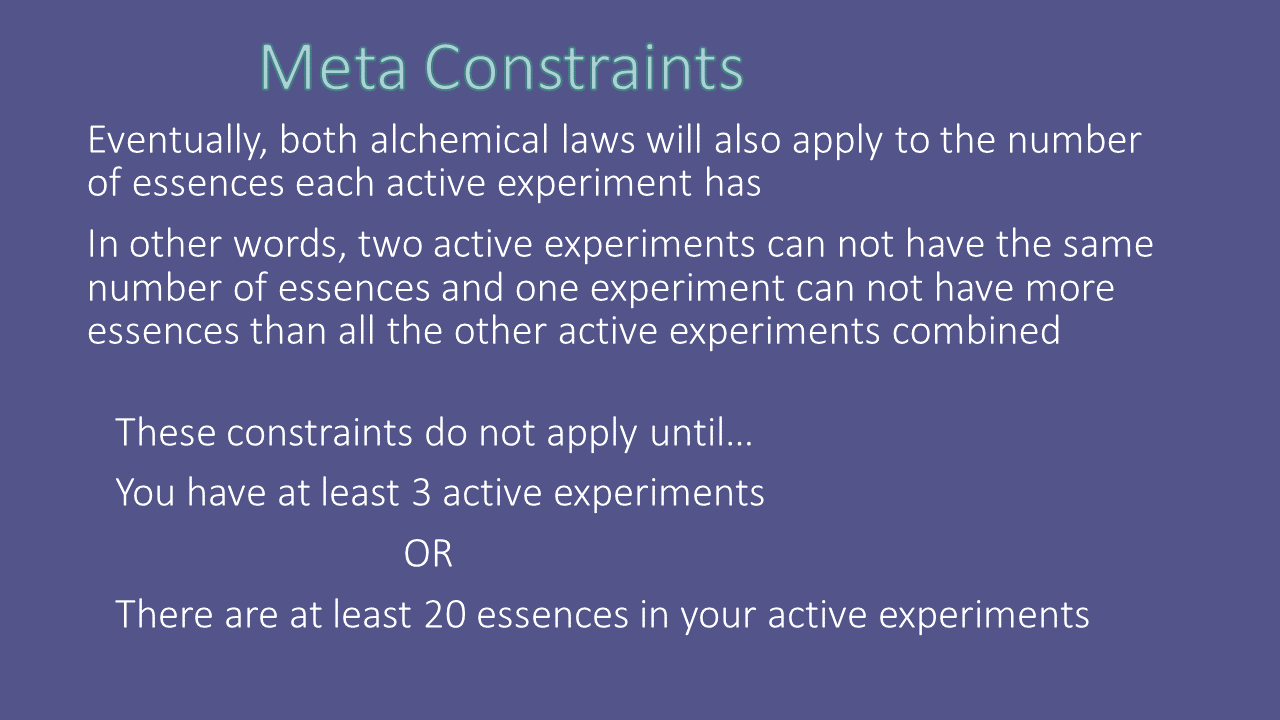 Meta Constraints
Eventually, both alchemical laws will also apply to the number
of essences each active experiment has
In other words, two active experiments can not have the same
number of essences and one experiment can not have more
essences than all the other active experiments combined
These constraints do not apply until…
You have at least 3 active experiments
OR
There are at least 20 essences in your active experiments